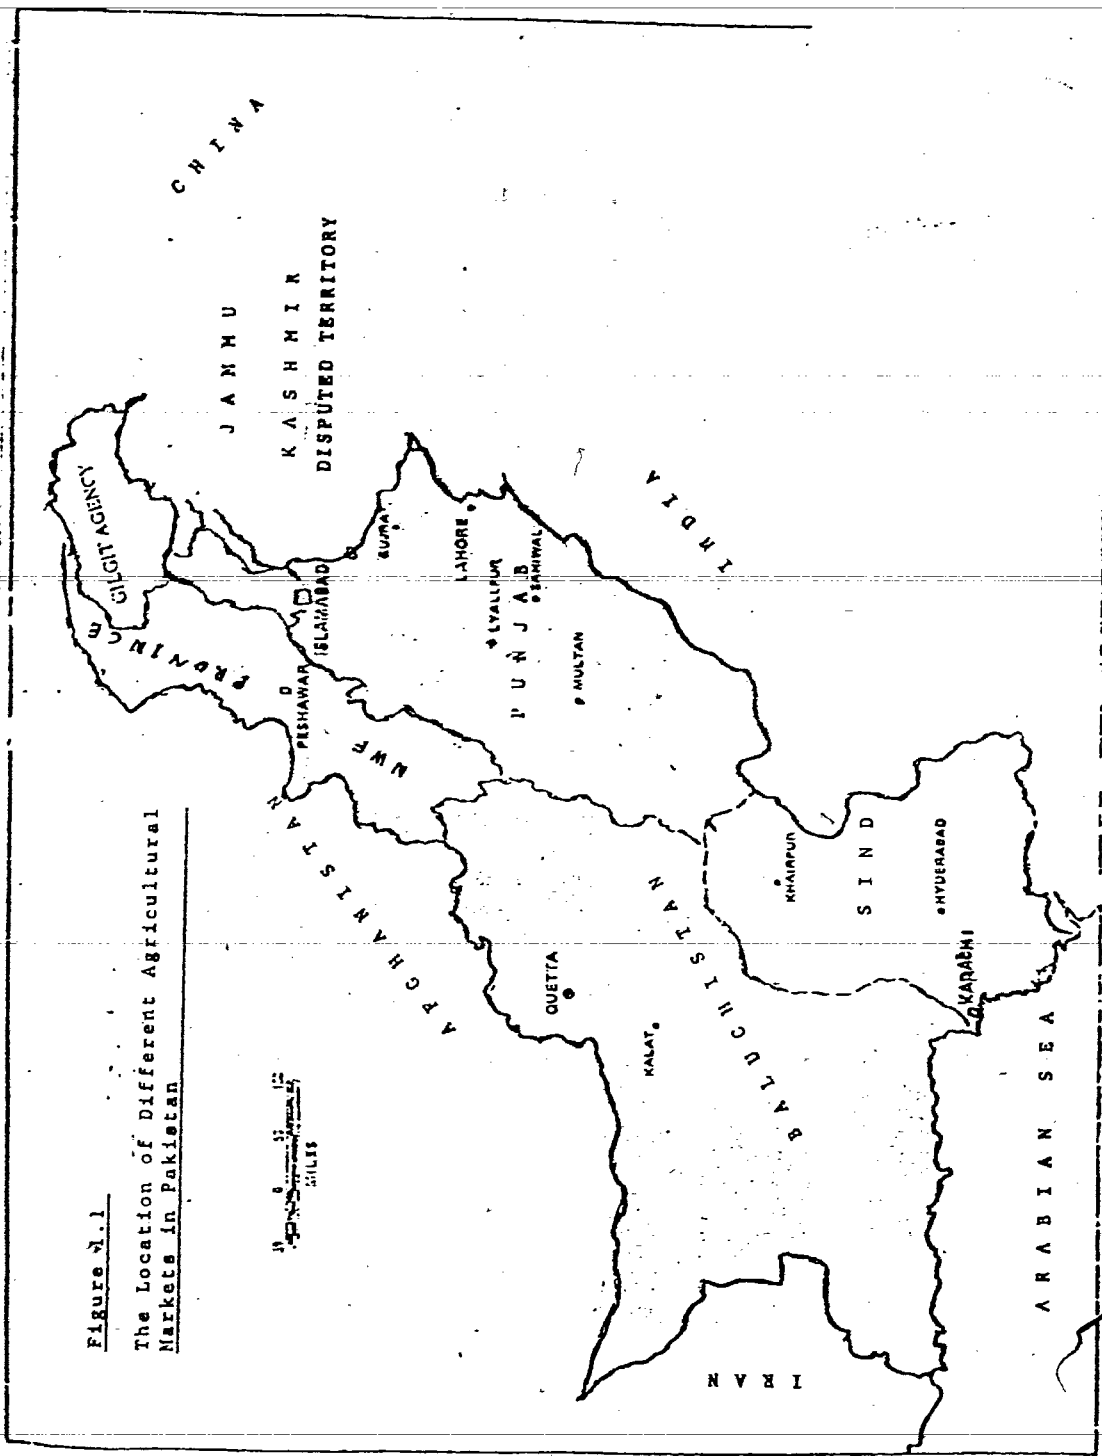 Figure 1.1
The Location of Different Agricultural
Markets in Pakistan
MILES
CHINA
JAMMU
KASHMIR
DISPUTED TERRITORY
GILGIT AGENCY
PROVINCE
NWF
PESHAWAR
ISLAMABAD
GUJRAT
AFGHANISTAN
LAHORE
LYALLPUR
PUNJAB
SAHIWAL
MULTAN
INDIA
QUETTA
KALAT
BALUCHISTAN
KHAIRPUR
SIND
HYDERABAD
KARACHI
IRAN
ARABIAN SEA